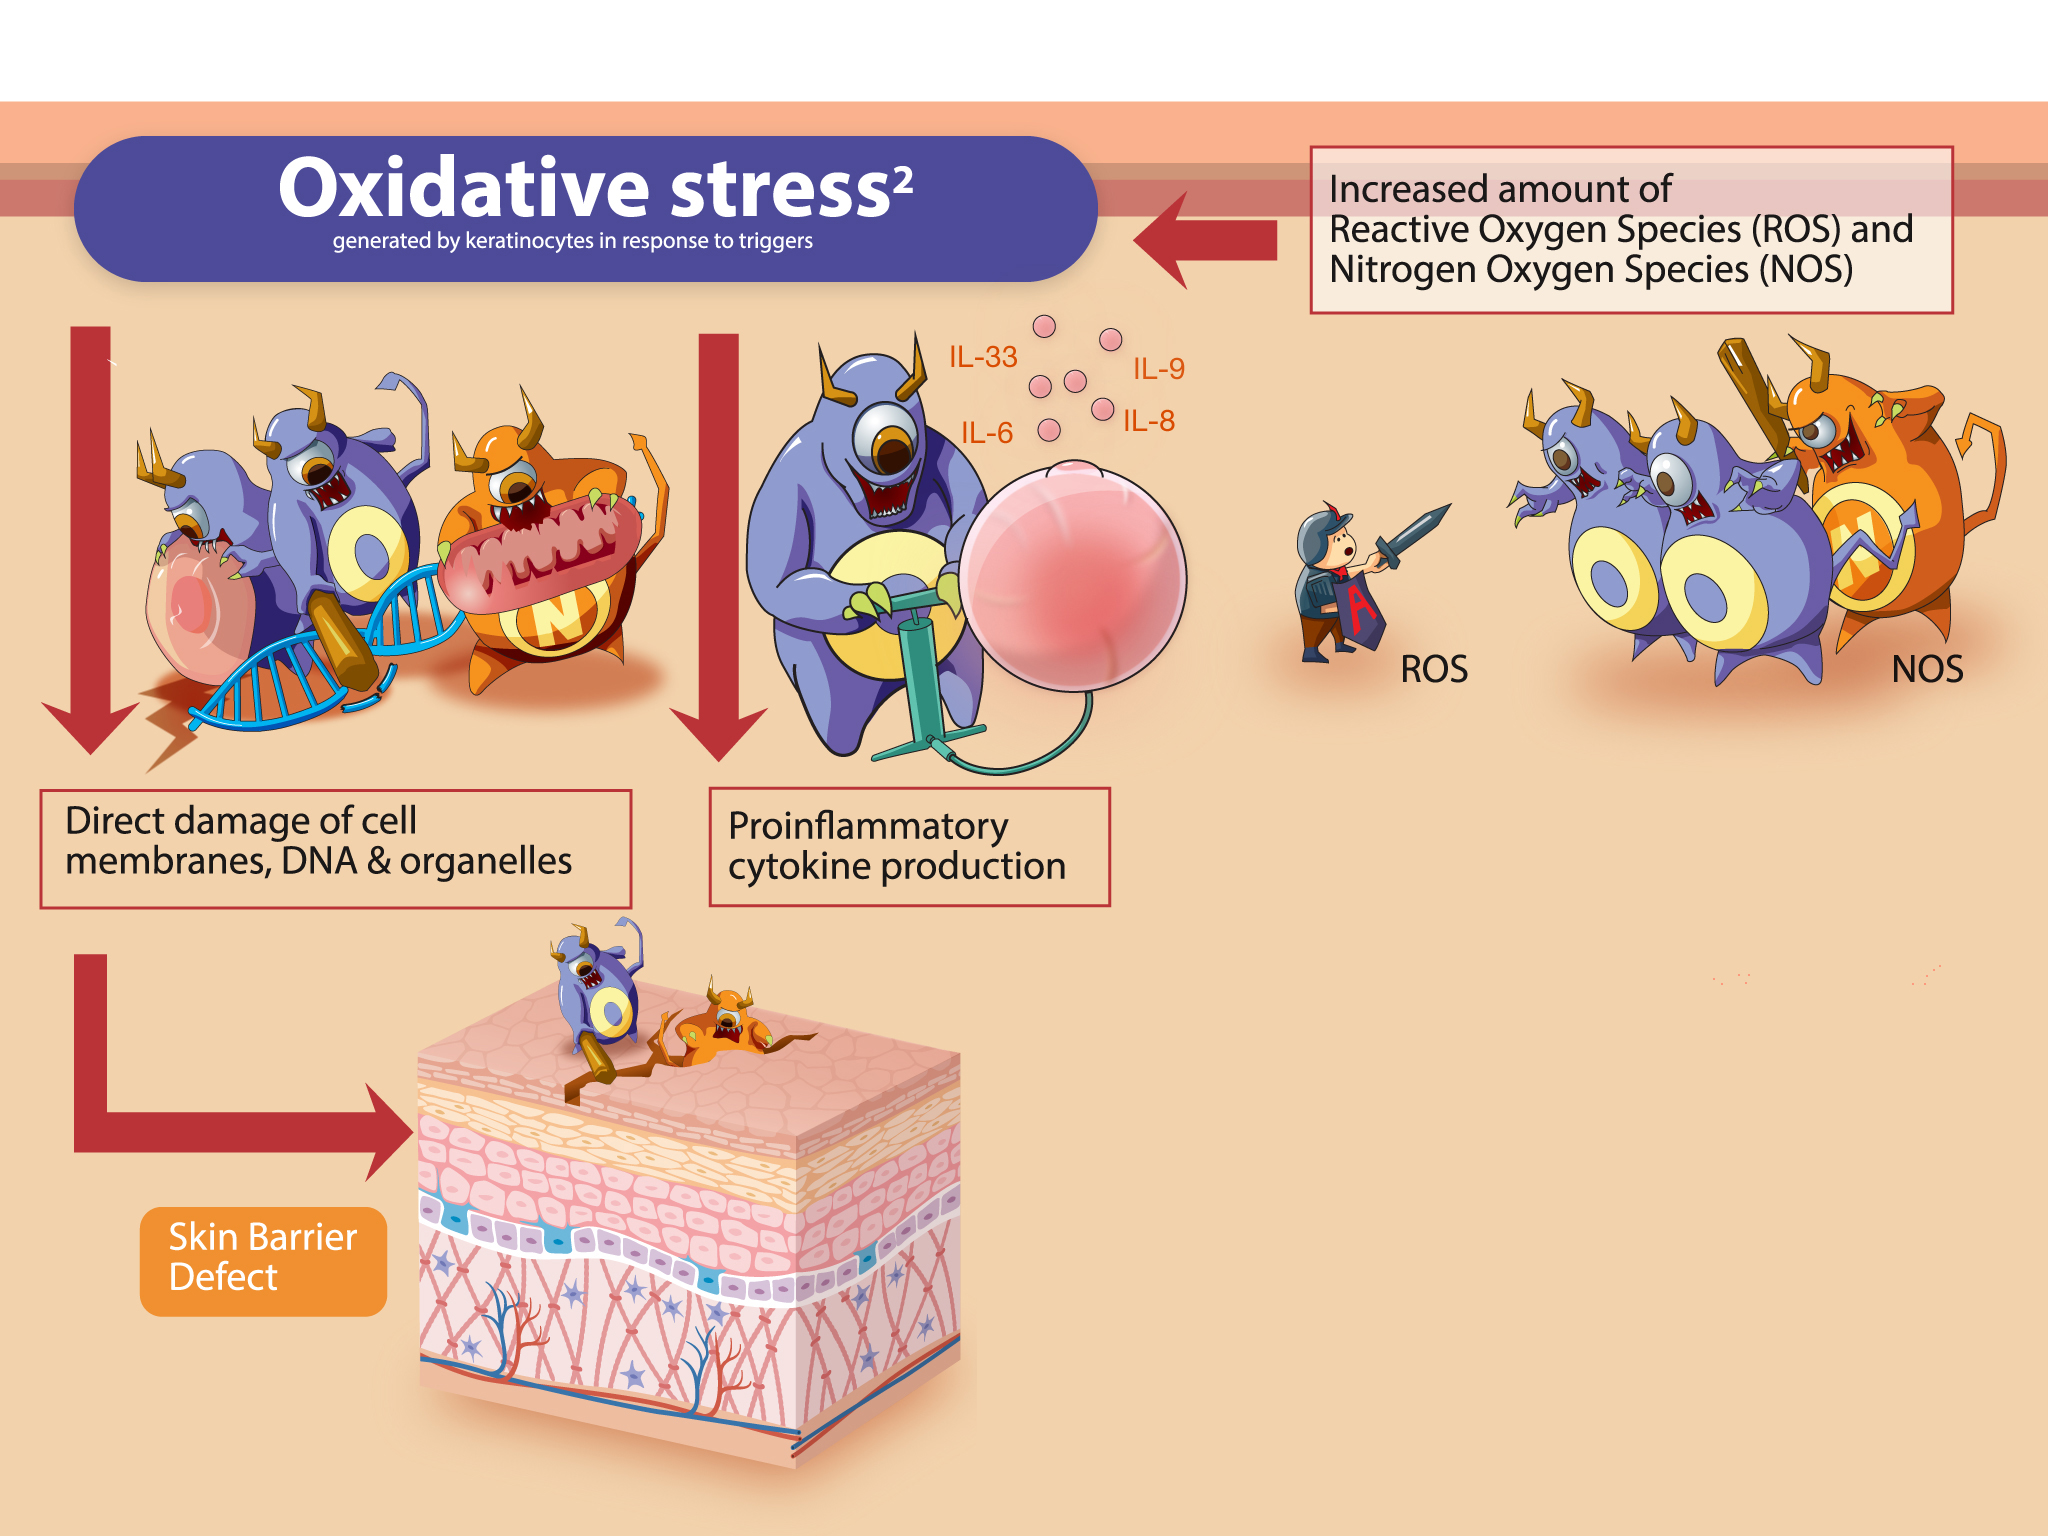 Oxidative stress²
generated by keratinocytes in response to triggers
Increased amount of
Reactive Oxygen Species (ROS) and
Nitrogen Oxygen Species (NOS)
IL-33
IL-9
IL-8
IL-6
O
N
O
A
O
O
N
ROS
NOS
Direct damage of cell
membranes, DNA & organelles
Proinflammatory
cytokine production
O
Skin Barrier
Defect